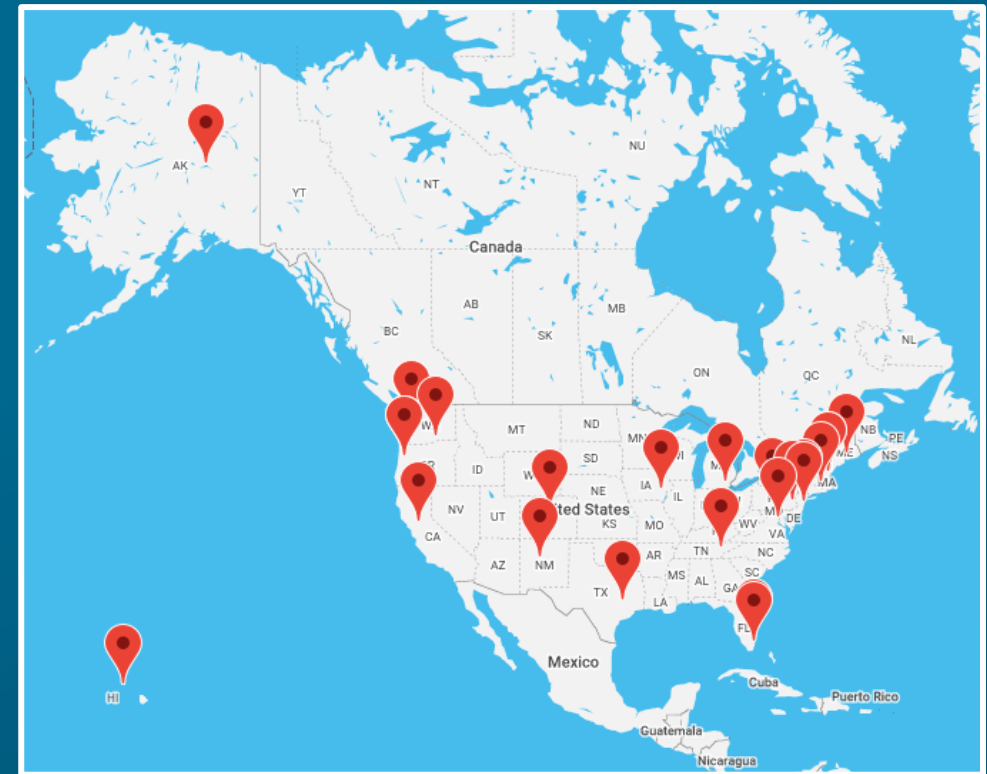 NU
AK
NT
YT
Canada
AB
MB
BC
SK
NL
ON
QC
MT
ND
NB
PE
MN
NS
ME
SD
ID
IA
MA
NE
IL
NV
UT
KS
MO
WV
DE
CA
VA
TN
NC
AZ
NM
AR
SC
MS
AL
GA
TX
LA
FL
Mexico
Cuba
HI
Puerto Rico
Guatemala
Nicaragua